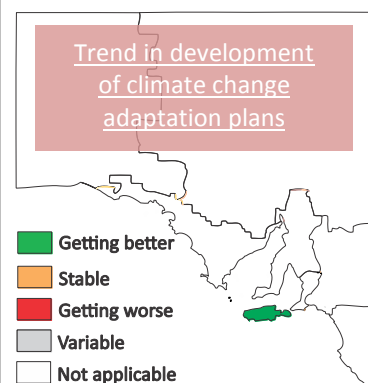 Trend in development
of climate change
adaptation plans
Getting better
Stable
Getting worse
Variable
Not applicable